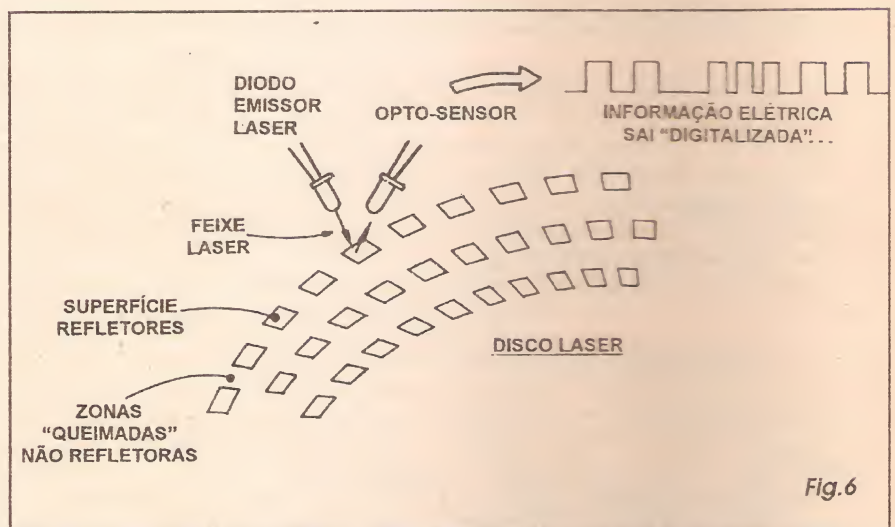 DIODO
EMISSOR
LASER
OPTO-SENSOR
INFORMAÇÃO ELÉTRICA
SAI "DIGITALIZADA"...
FEIXE
LASER
SUPERFÍCIE
REFLETORES
DISCO LASER
ZONAS
"QUEIMADAS"
NÃO REFLETORAS
Fig.6